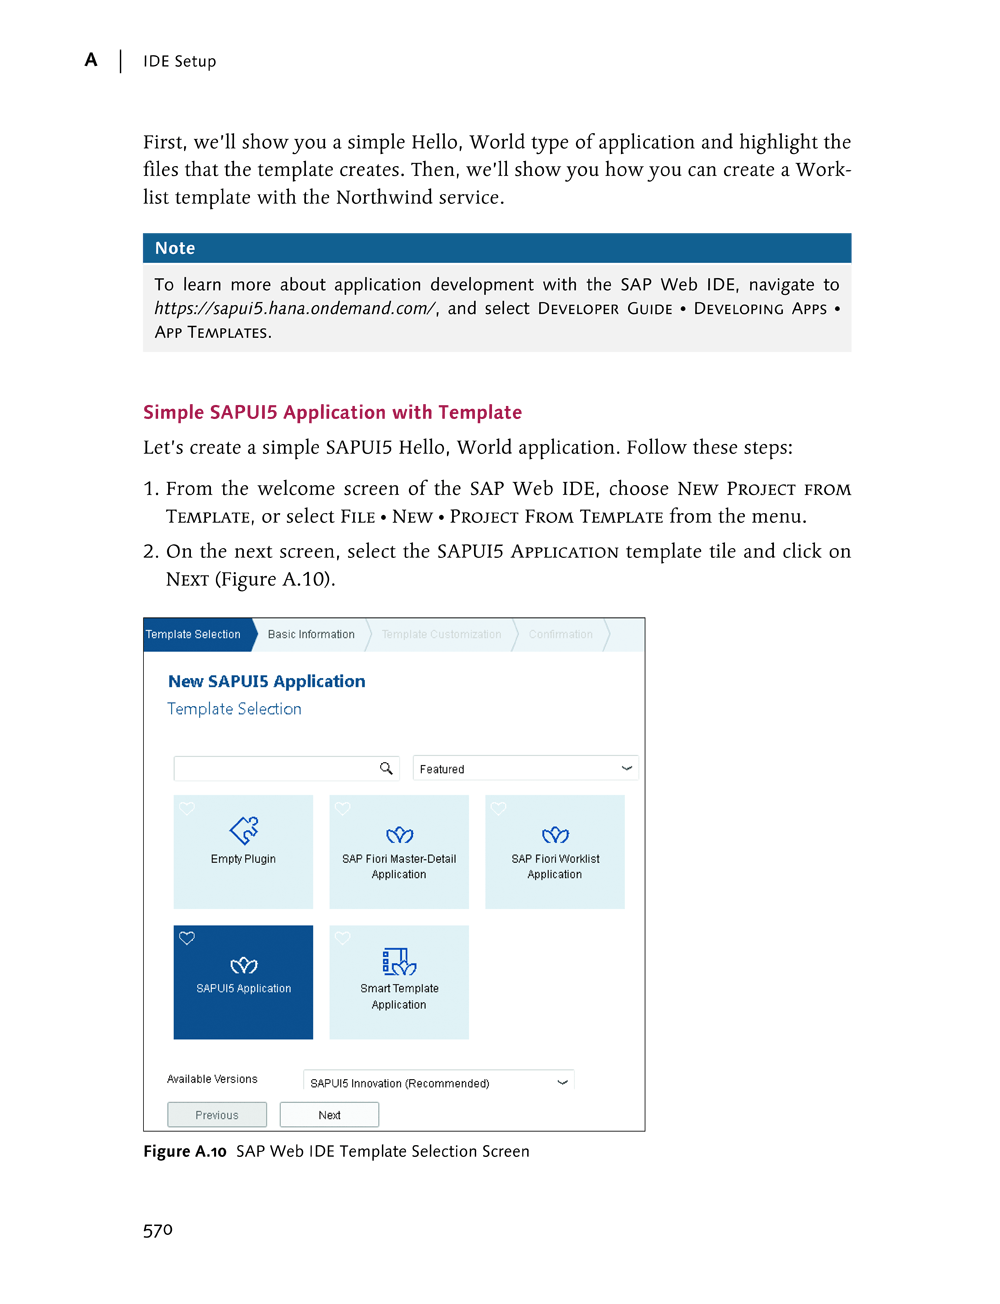 A | IDE Setup
First, we’ll show you a simple Hello, World type of application and highlight the
files that the template creates. Then, we’ll show you how you can create a Work-
list template with the Northwind service.
Note
To learn more about application development with the SAP Web IDE, navigate to
https://sapui5.hana.ondemand.com/, and select Developer Guide • Developing Apps •
App Templates.
Simple SAPUI5 Application with Template
Let’s create a simple SAPUI5 Hello, World application. Follow these steps:
1. From the welcome screen of the SAP Web IDE, choose New Project from
Template, or select File • New • Project From Template from the menu.
2. On the next screen, select the SAPUI5 Application template tile and click on
Next (Figure A.10).
Template Selection Basic Information Template Customization Confirmation
New SAPUI5 Application
Template Selection
Featured
Empty Plugin SAP Fiori Master-Detail SAP Fiori Worklist
Application Application
SAPUI5 Application Smart Template
Application
Available Versions SAPUI5 Innovation (Recommended)
Previous Next
Figure A.10 SAP Web IDE Template Selection Screen
570